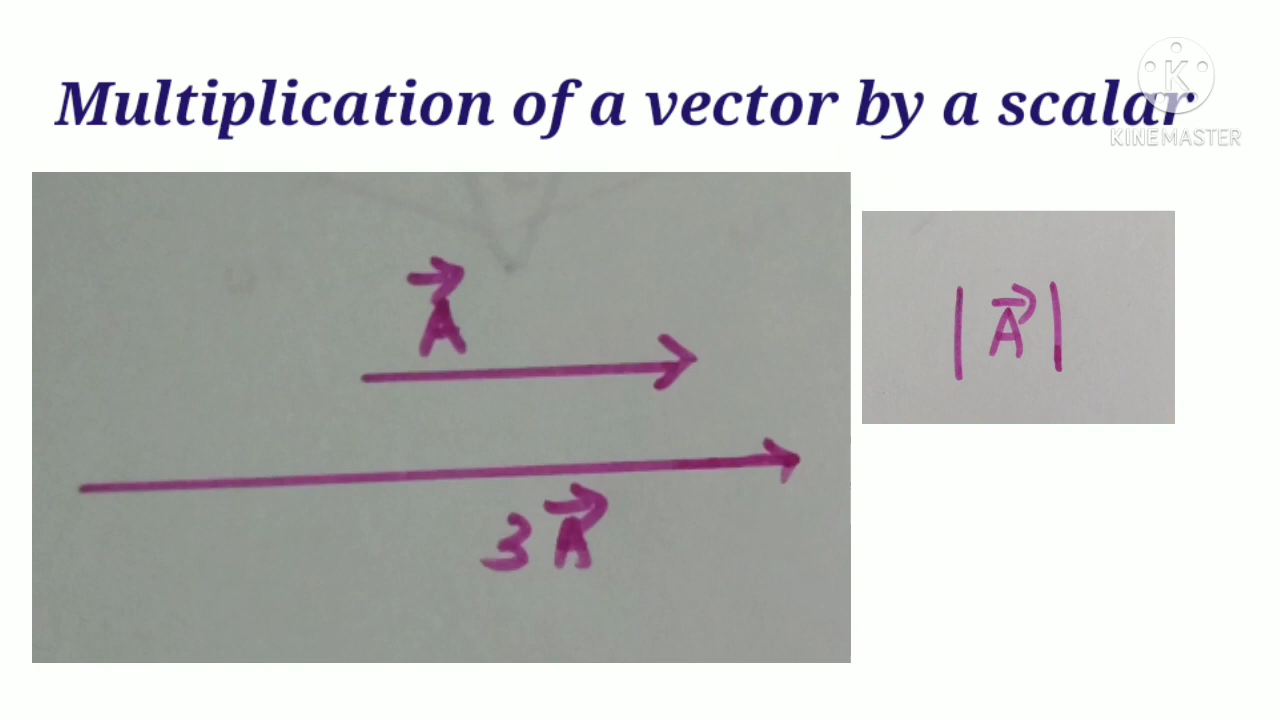 Multiplication of a vector by a scalar
K
KINEMASTER
A⃗
|A⃗|
3A⃗